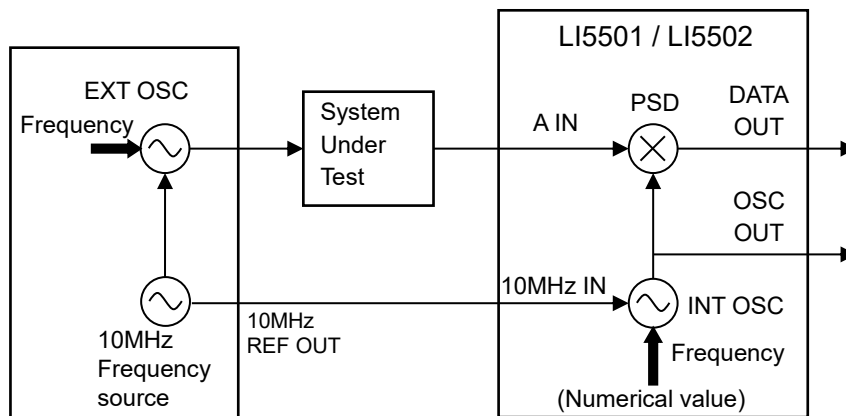 LI5501 / LI5502
EXT OSC
Frequency
System
Under
Test
A IN
PSD
DATA
OUT
OSC
OUT
10MHz
Frequency
source
10MHz
REF OUT
10MHz IN
INT OSC
Frequency
(Numerical value)